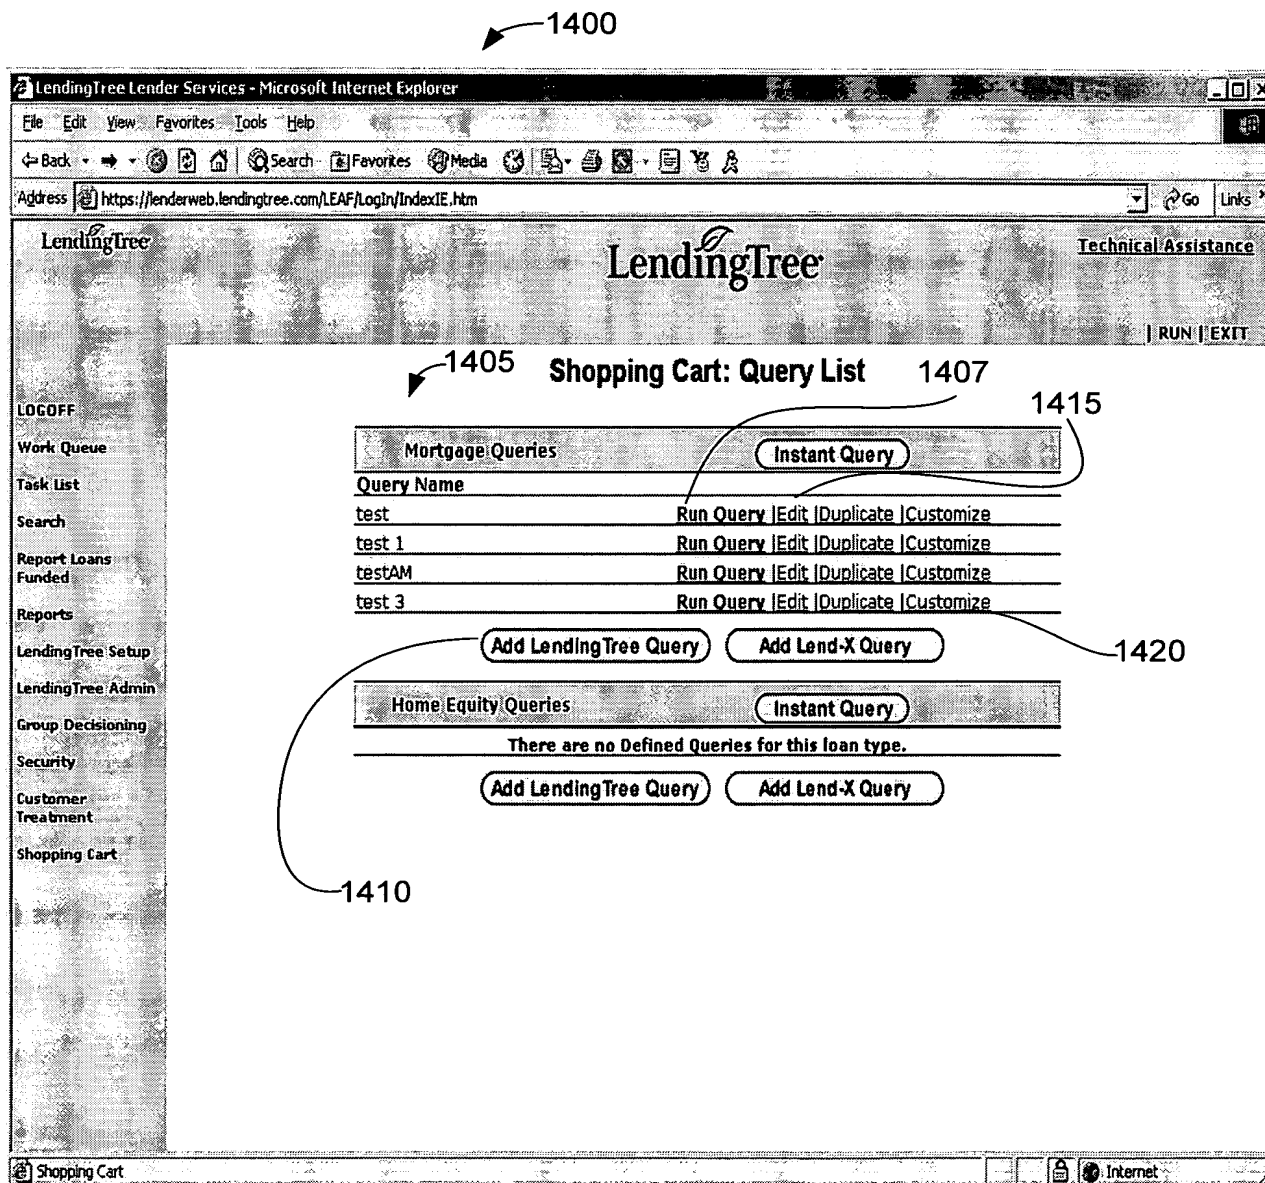 1400
LendingTree Lender Services - Microsoft Internet Explorer
File Edit View Favorites Tools Help
Back Search Favorites Media
Address https://lenderweb.lendingtree.com/LEAF/LogIn/IndexIE.htm Go Links »
LendingTree
LendingTree
Technical Assistance
| RUN | EXIT
1405
Shopping Cart: Query List
1407
1415
LOGOFF
Work Queue
Task List
Search
Report Loans
Funded
Reports
LendingTree Setup
LendingTree Admin
Group Decisioning
Security
Customer
Treatment
Shopping Cart
Mortgage Queries Instant Query
Query Name
test Run Query |Edit |Duplicate |Customize
test 1 Run Query |Edit |Duplicate |Customize
testAM Run Query |Edit |Duplicate |Customize
test 3 Run Query |Edit |Duplicate |Customize
Add LendingTree Query Add Lend-X Query
1420
Home Equity Queries Instant Query
There are no Defined Queries for this loan type.
Add LendingTree Query Add Lend-X Query
1410
Shopping Cart Internet